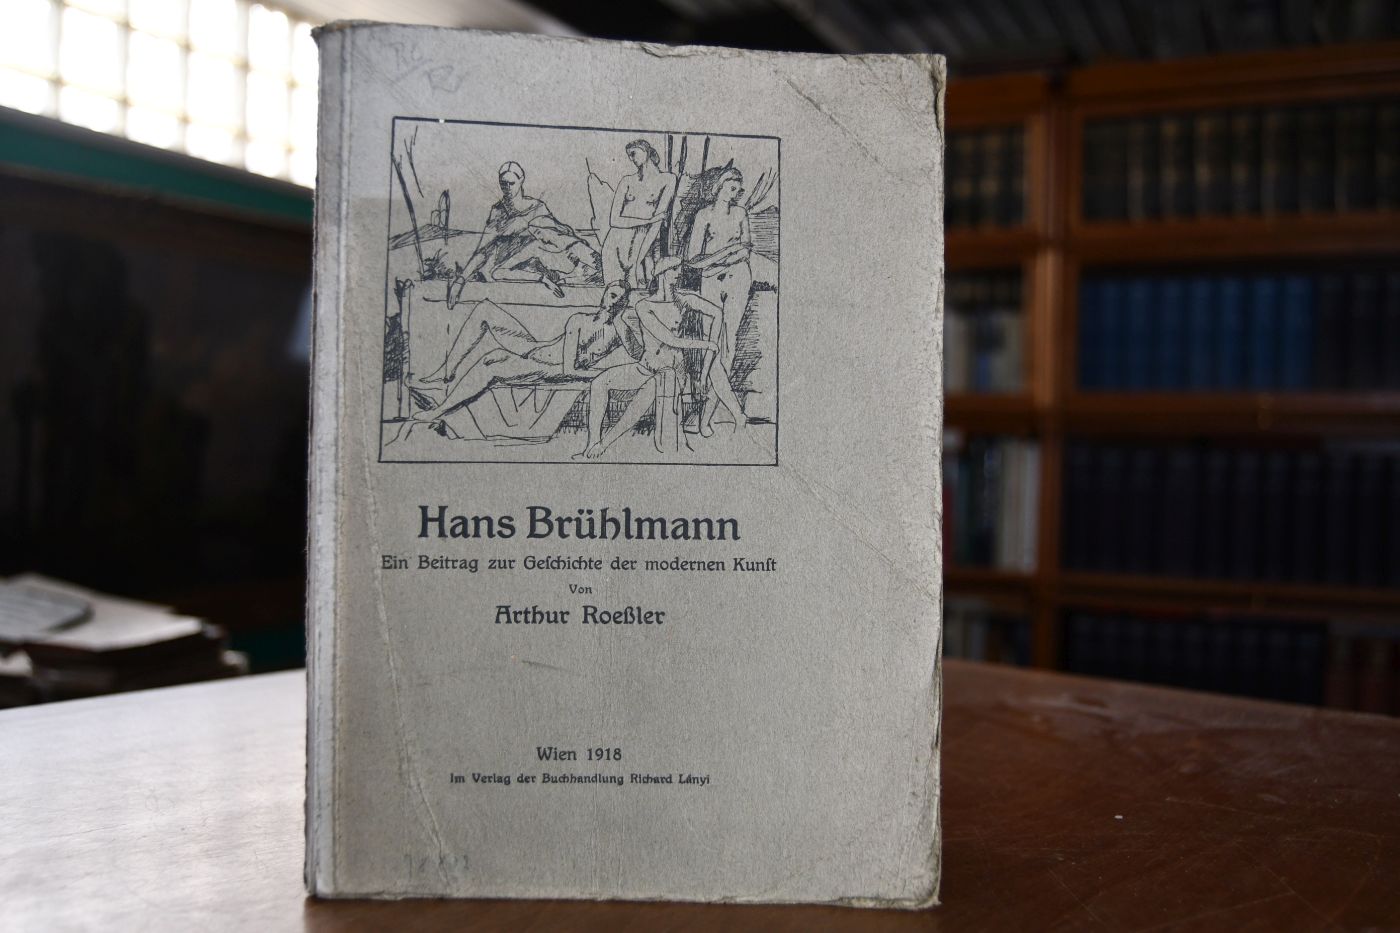 Hans Brühlmann
Ein Beitrag zur Geſchichte der modernen Kunſt
Von
Arthur Roeßler
Wien 1918
Im Verlag der Buchhandlung Richard Lányi